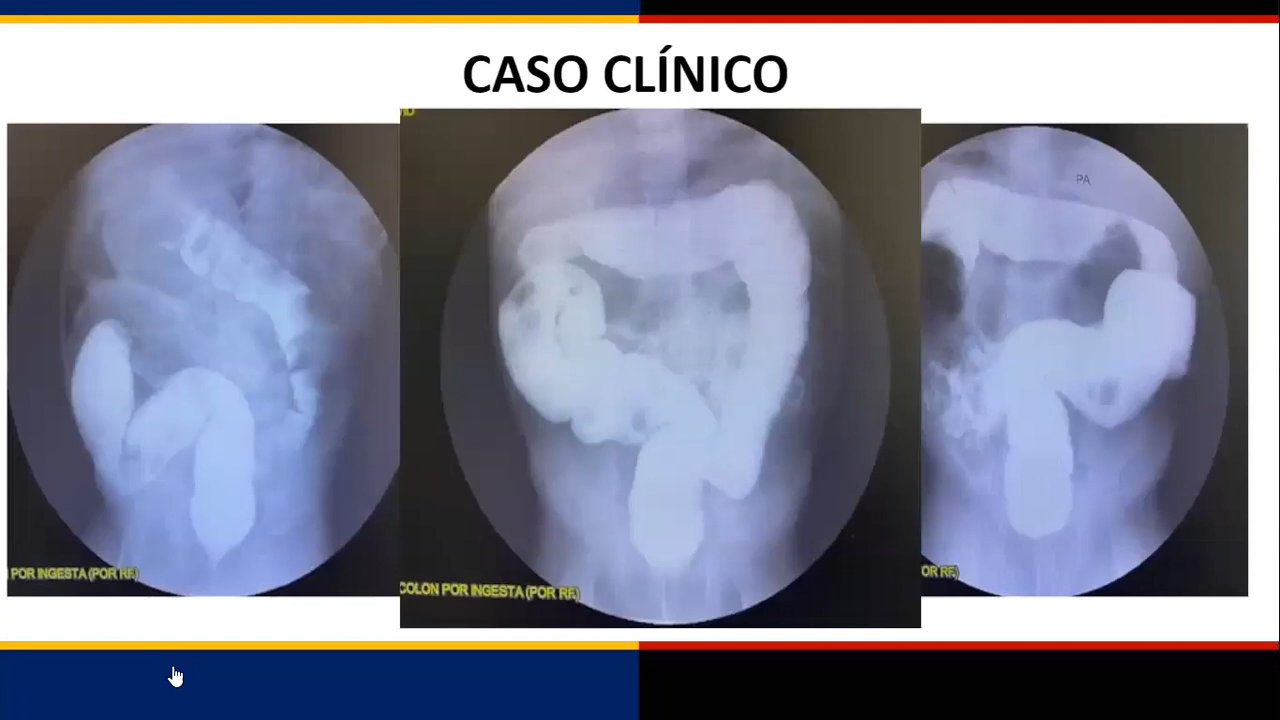 CASO CLÍNICO
PA
POR INGESTA (POR RF.)
COLON POR INGESTA (POR RF.)
OR RF.)